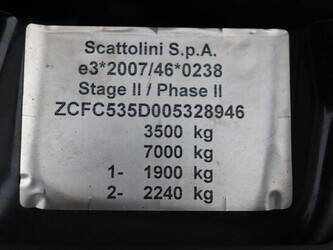 Scattolini S.p.A.
e3*2007/46*0238
Stage II / Phase II
ZCFC535D005328946
3500 kg
7000 kg
1- 1900 kg
2- 2240 kg